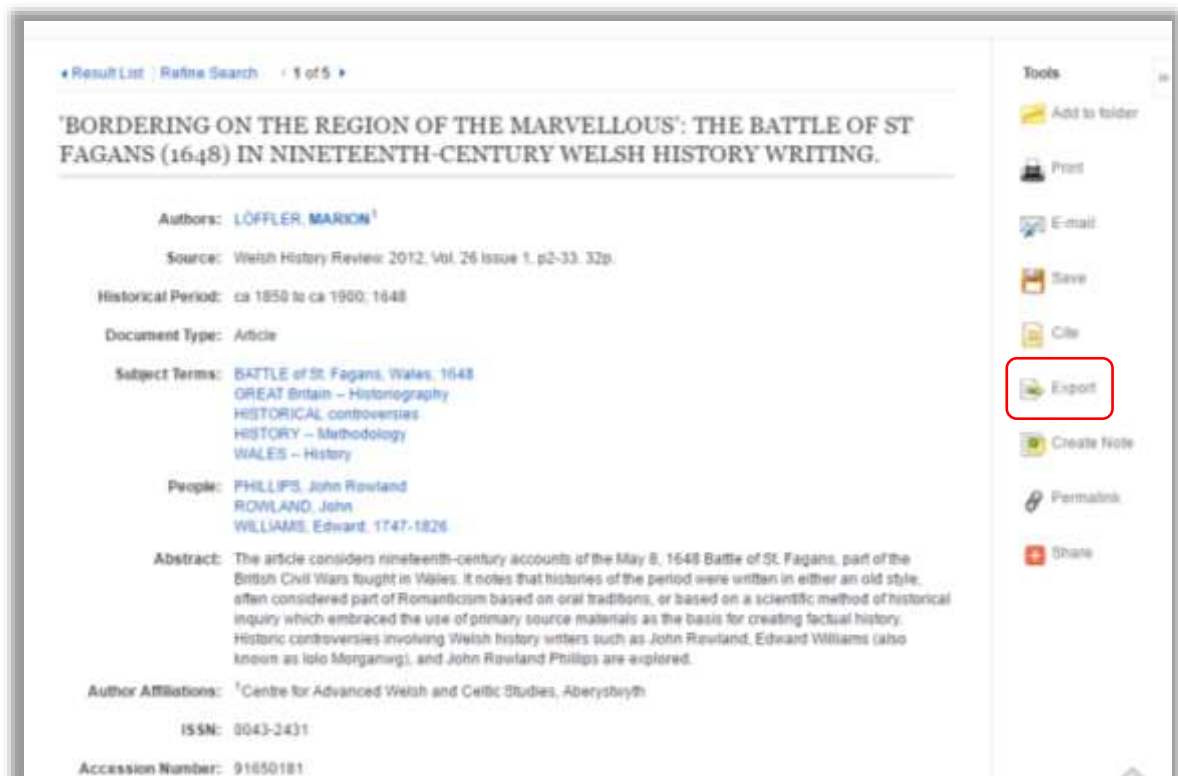 Result List Refine Search 1 of 5
'BORDERING ON THE REGION OF THE MARVELLOUS': THE BATTLE OF ST
FAGANS (1648) IN NINETEENTH-CENTURY WELSH HISTORY WRITING.
Authors: LÖFFLER, MARION1
Source: Welsh History Review. 2012, Vol. 26 Issue 1, p2-33. 32p.
Historical Period: ca 1850 to ca 1900; 1648
Document Type: Article
Subject Terms: BATTLE of St. Fagans, Wales, 1648
GREAT Britain -- Historiography
HISTORICAL controversies
HISTORY -- Methodology
WALES -- History
People: PHILLIPS, John Rowland
ROWLAND, John
WILLIAMS, Edward, 1747-1826
Abstract: The article considers nineteenth-century accounts of the May 8, 1648 Battle of St. Fagans, part of the
British Civil Wars fought in Wales. It notes that histories of the period were written in either an old style,
often considered part of Romanticism based on oral traditions, or based on a scientific method of historical
inquiry which embraced the use of primary source materials as the basis for creating factual history.
Historic controversies involving Welsh history writers such as John Rowland, Edward Williams (also
known as Iolo Morganwg), and John Rowland Phillips are explored.
Author Affiliations: 1Centre for Advanced Welsh and Celtic Studies, Aberystwyth
ISSN: 0043-2431
Accession Number: 91650181
Tools
Add to folder
Print
E-mail
Save
Cite
Export
Create Note
Permalink
Share